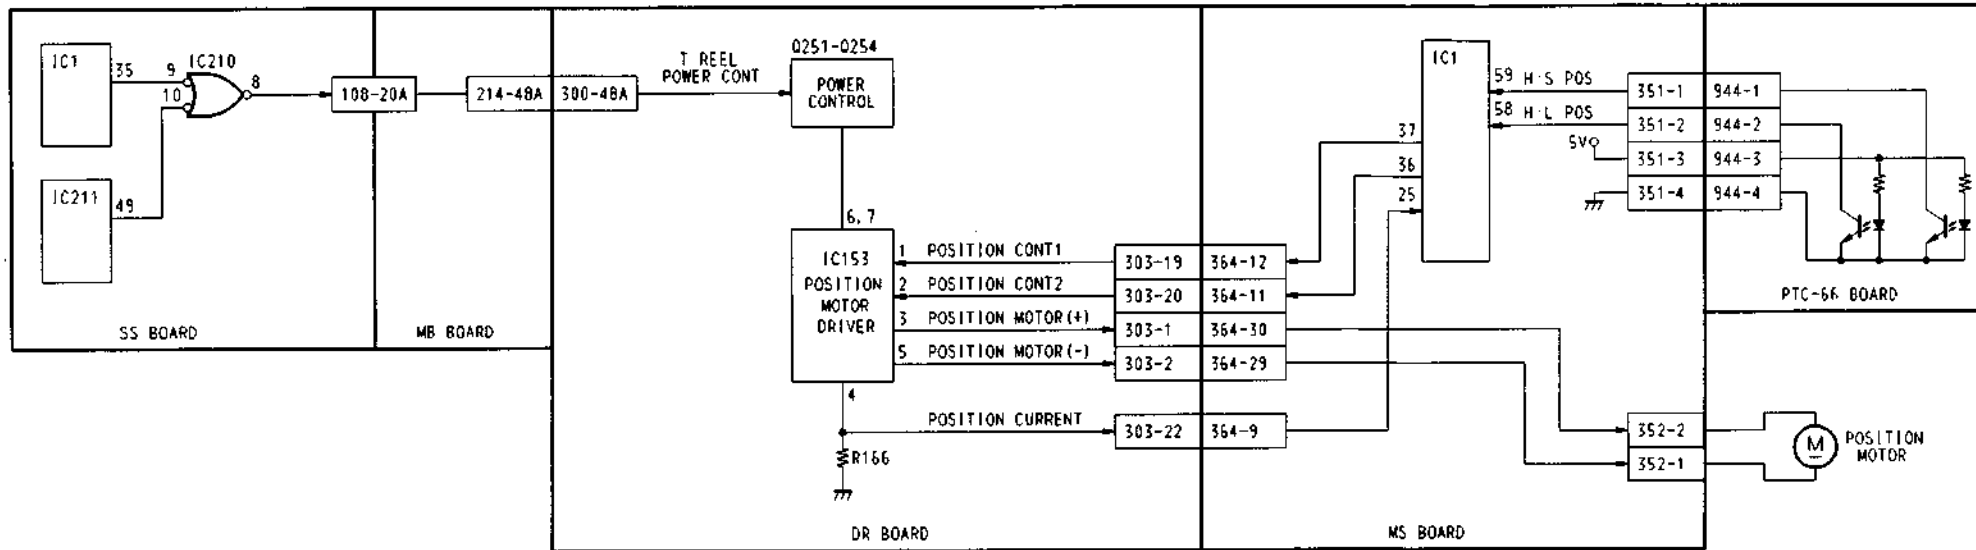 IC1
35
9
IC210
10
8
IC211
49
SS BOARD
108-20A
MB BOARD
214-48A
300-48A
T REEL
POWER CONT
Q251-Q254
POWER
CONTROL
6, 7
IC153
POSITION
MOTOR
DRIVER
1 POSITION CONT1
2 POSITION CONT2
3 POSITION MOTOR(+)
5 POSITION MOTOR(-)
4
POSITION CURRENT
R166
303-19
364-12
303-20
364-11
303-1
364-30
303-2
364-29
303-22
364-9
DR BOARD
IC1
37
36
25
59 H·S POS
58 H·L POS
5V
351-1
944-1
351-2
944-2
351-3
944-3
351-4
944-4
PTC-66 BOARD
352-2
352-1
M
POSITION
MOTOR
MS BOARD